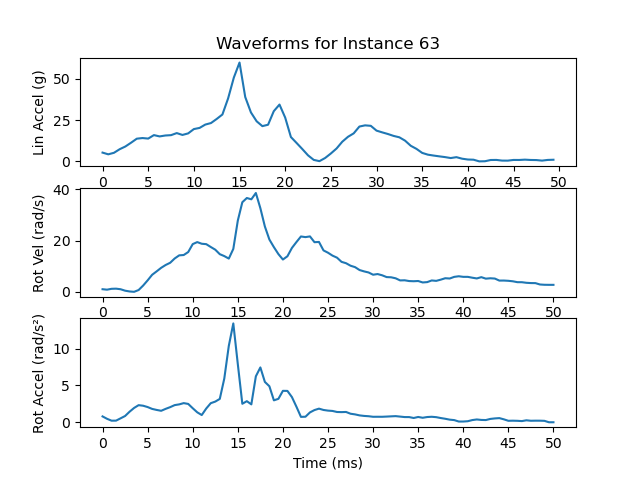 Waveforms for Instance 63
Lin Accel (g)
50
25
0
0 5 10 15 20 25 30 35 40 45 50
Rot Vel (rad/s)
40
20
0
0 5 10 15 20 25 30 35 40 45 50
Rot Accel (rad/s²)
10
5
0
0 5 10 15 20 25 30 35 40 45 50
Time (ms)